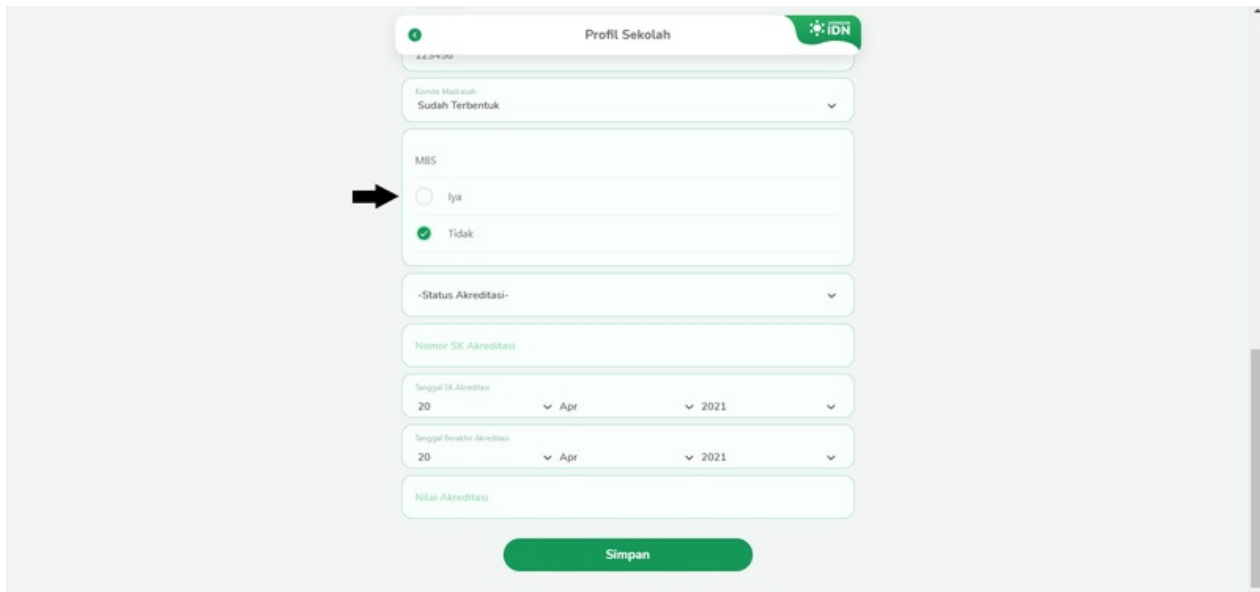 Profil Sekolah
IDN
123456
Komite Madrasah
Sudah Terbentuk
MBS
Iya
Tidak
-Status Akreditasi-
Nomor SK Akreditasi
Tanggal SK Akreditasi
20 Apr 2021
Tanggal Berakhir Akreditasi
20 Apr 2021
Nilai Akreditasi
Simpan